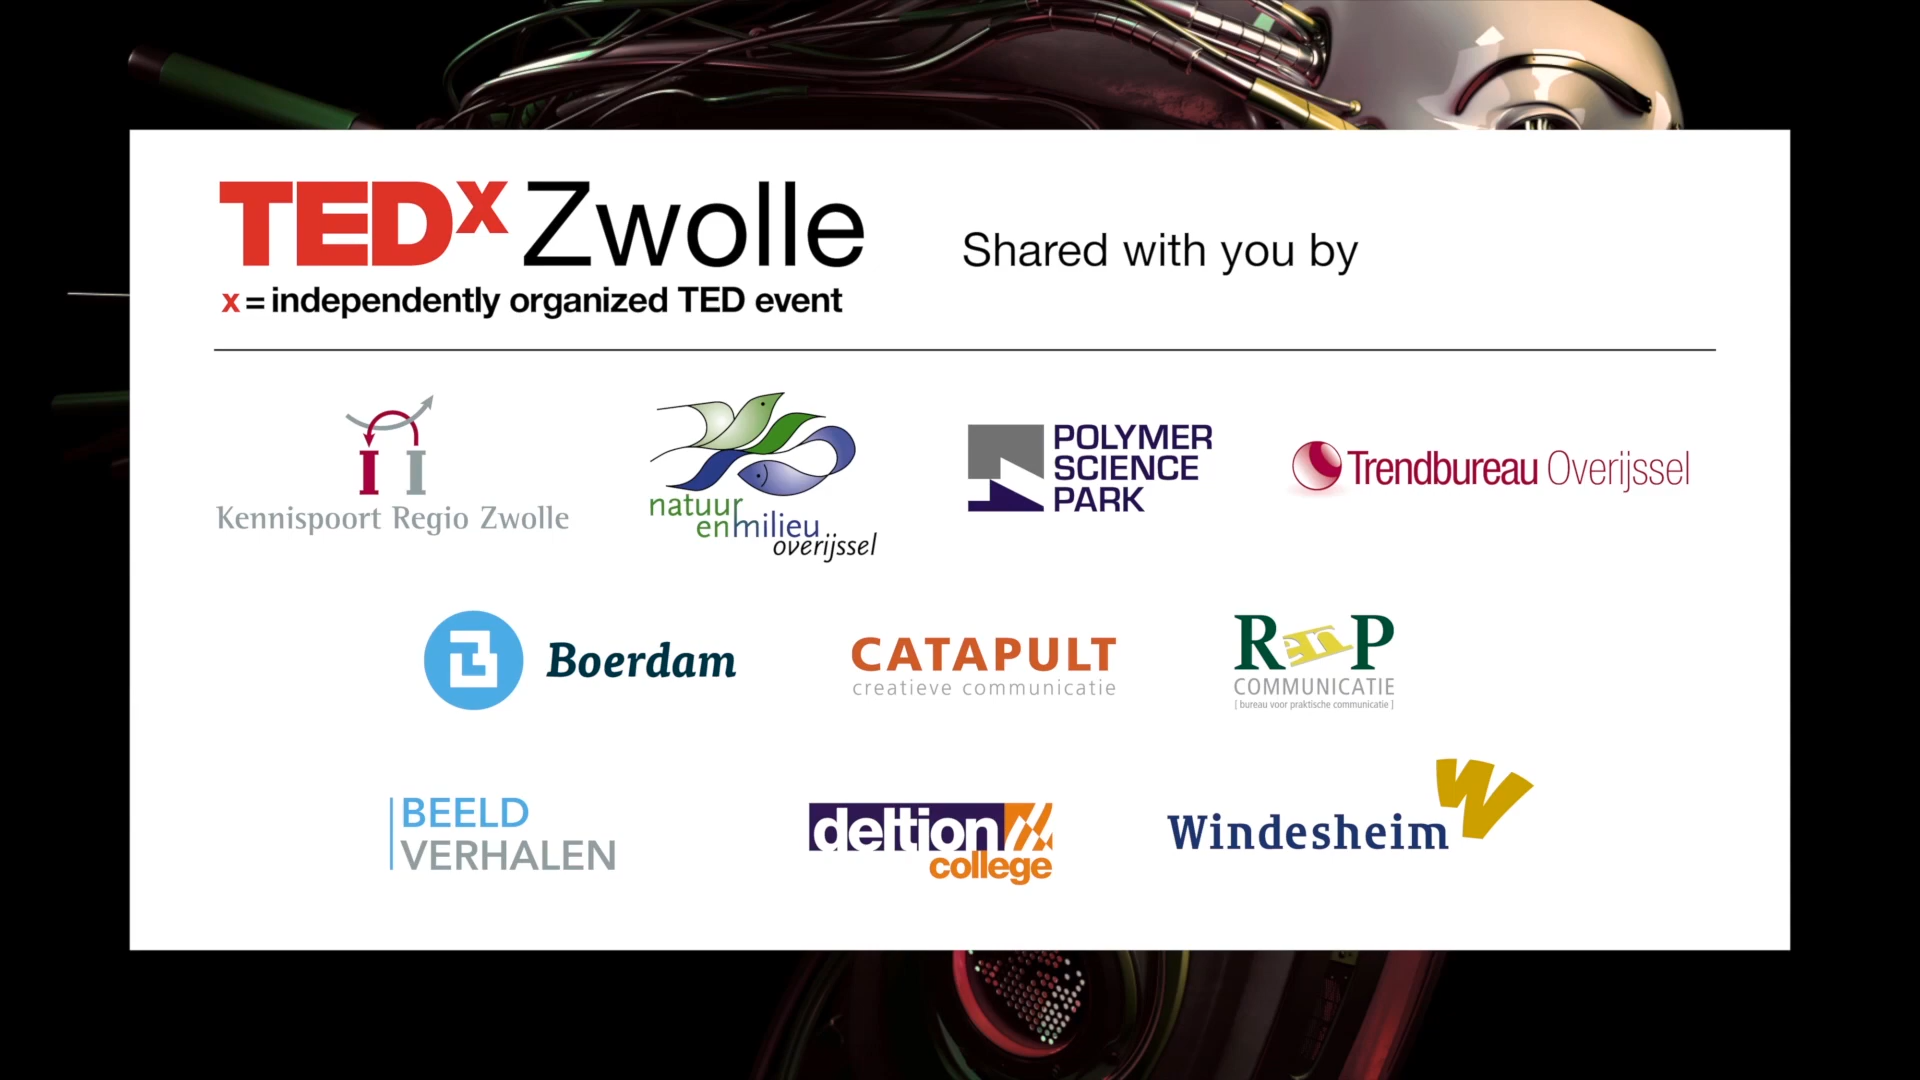 TEDx Zwolle
x = independently organized TED event
Shared with you by
Kennispoort Regio Zwolle
natuur
enmilieu
overijssel
POLYMER
SCIENCE
PARK
Trendbureau Overijssel
Boerdam
CATAPULT
creatieve communicatie
R en P
COMMUNICATIE
[ bureau voor praktische communicatie ]
BEELD
VERHALEN
deltion
college
Windesheim W